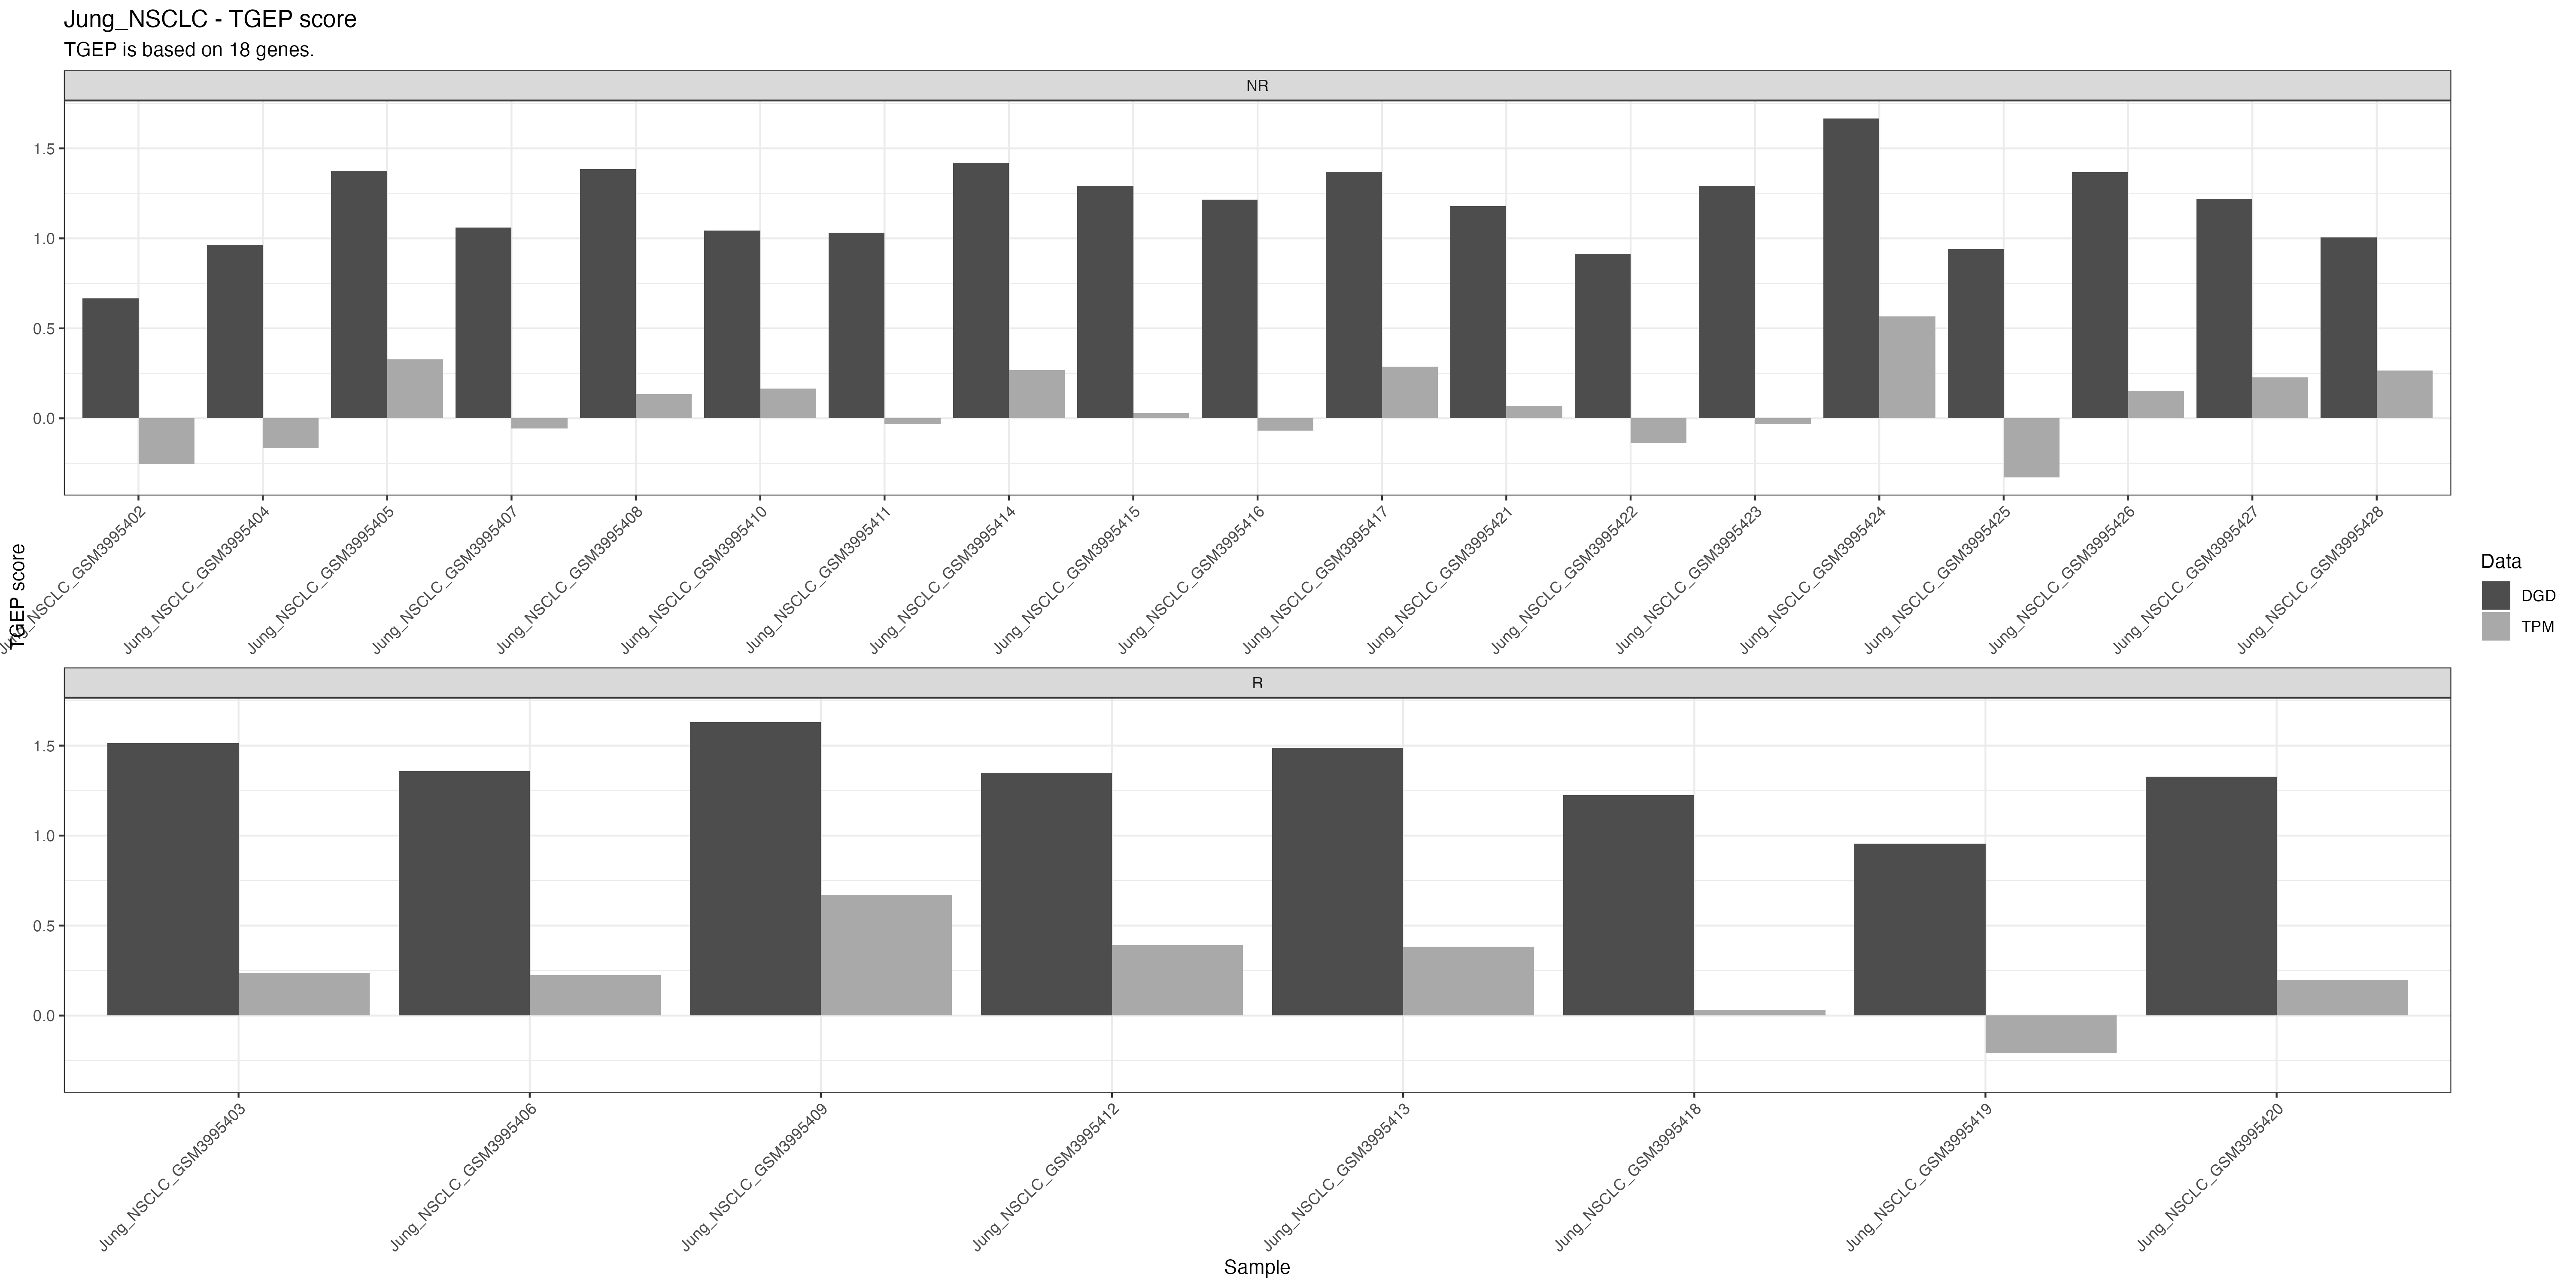 Jung_NSCLC - TGEP score
TGEP is based on 18 genes.
NR
1.5
1.0
0.5
0.0
Jung_NSCLC_GSM3995402
Jung_NSCLC_GSM3995404
Jung_NSCLC_GSM3995405
Jung_NSCLC_GSM3995407
Jung_NSCLC_GSM3995408
Jung_NSCLC_GSM3995410
Jung_NSCLC_GSM3995411
Jung_NSCLC_GSM3995414
Jung_NSCLC_GSM3995415
Jung_NSCLC_GSM3995416
Jung_NSCLC_GSM3995417
Jung_NSCLC_GSM3995421
Jung_NSCLC_GSM3995422
Jung_NSCLC_GSM3995423
Jung_NSCLC_GSM3995424
Jung_NSCLC_GSM3995425
Jung_NSCLC_GSM3995426
Jung_NSCLC_GSM3995427
Jung_NSCLC_GSM3995428
TGEP score
Data
DGD
TPM
R
1.5
1.0
0.5
0.0
Jung_NSCLC_GSM3995403
Jung_NSCLC_GSM3995406
Jung_NSCLC_GSM3995409
Jung_NSCLC_GSM3995412
Jung_NSCLC_GSM3995413
Jung_NSCLC_GSM3995418
Jung_NSCLC_GSM3995419
Jung_NSCLC_GSM3995420
Sample